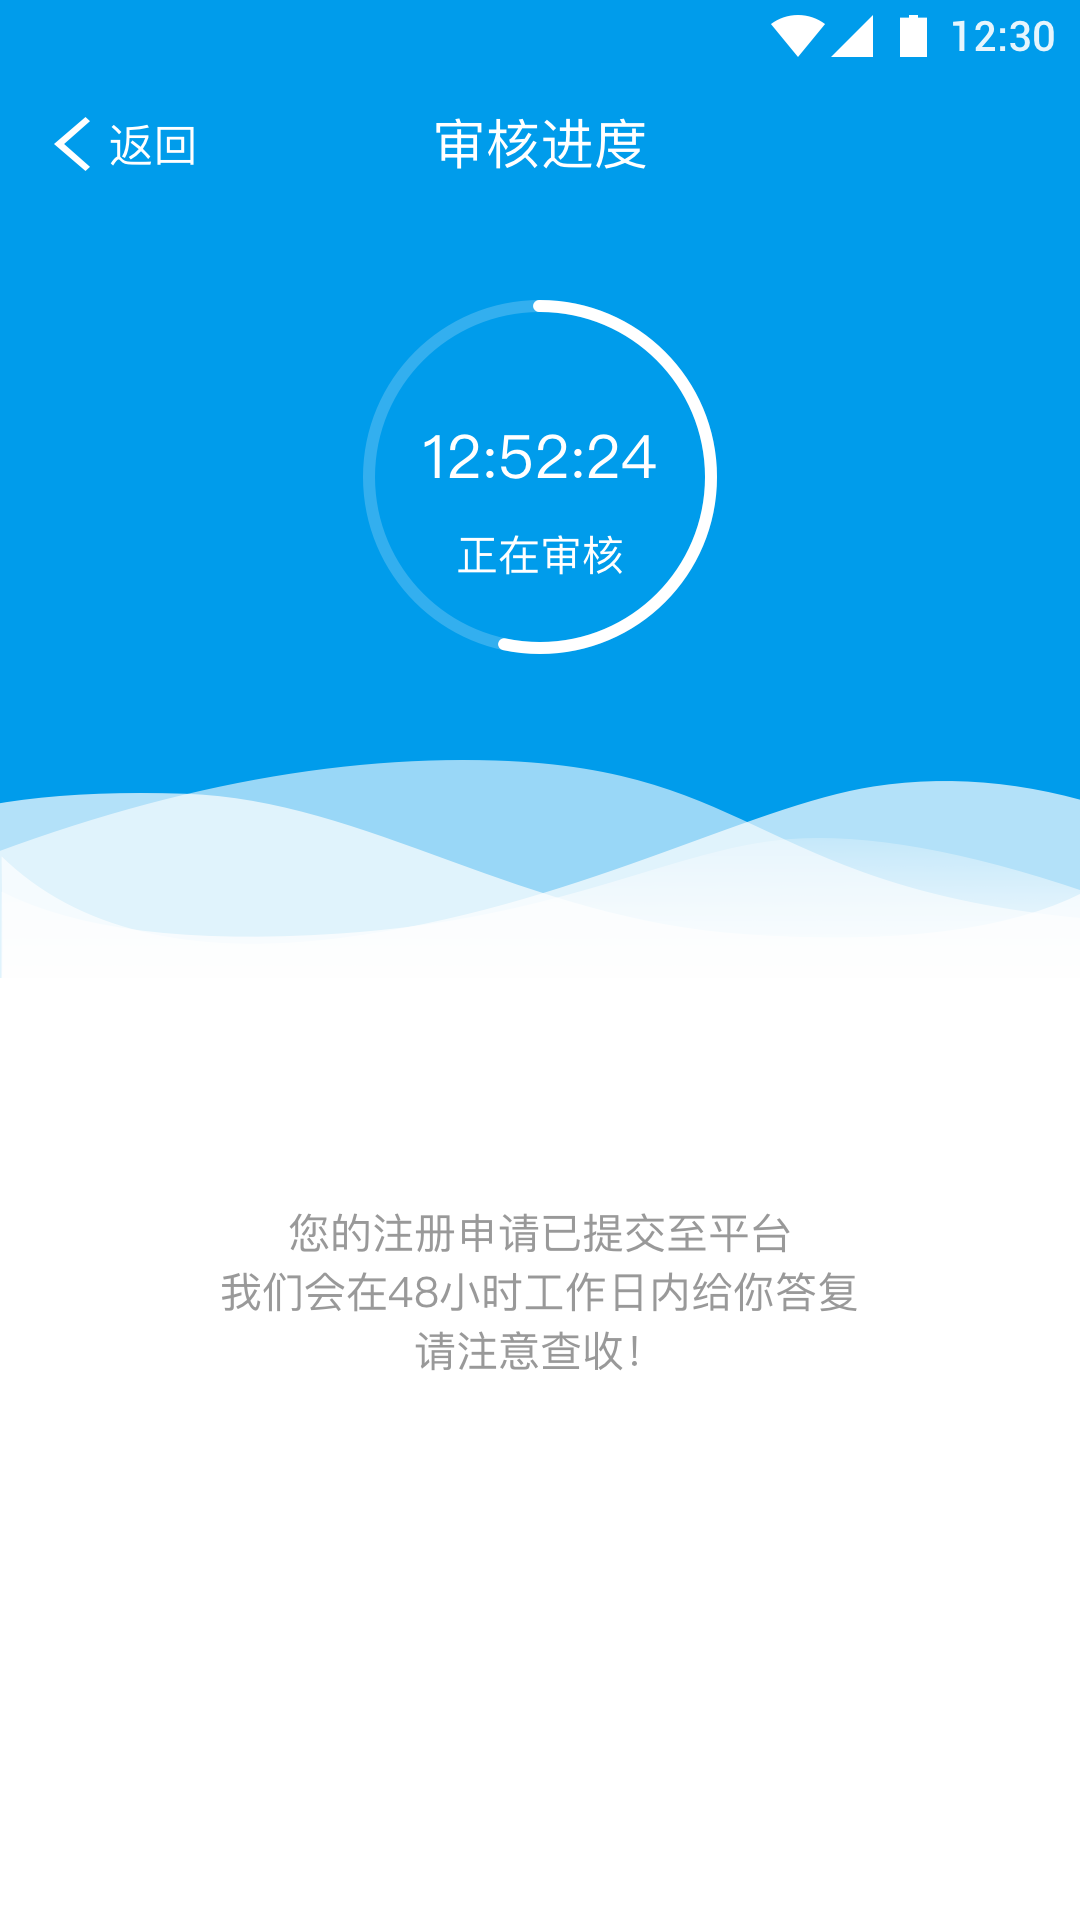 12:30
返回
审核进度
12:52:24
正在审核
您的注册申请已提交至平台
我们会在48小时工作日内给你答复
请注意查收！